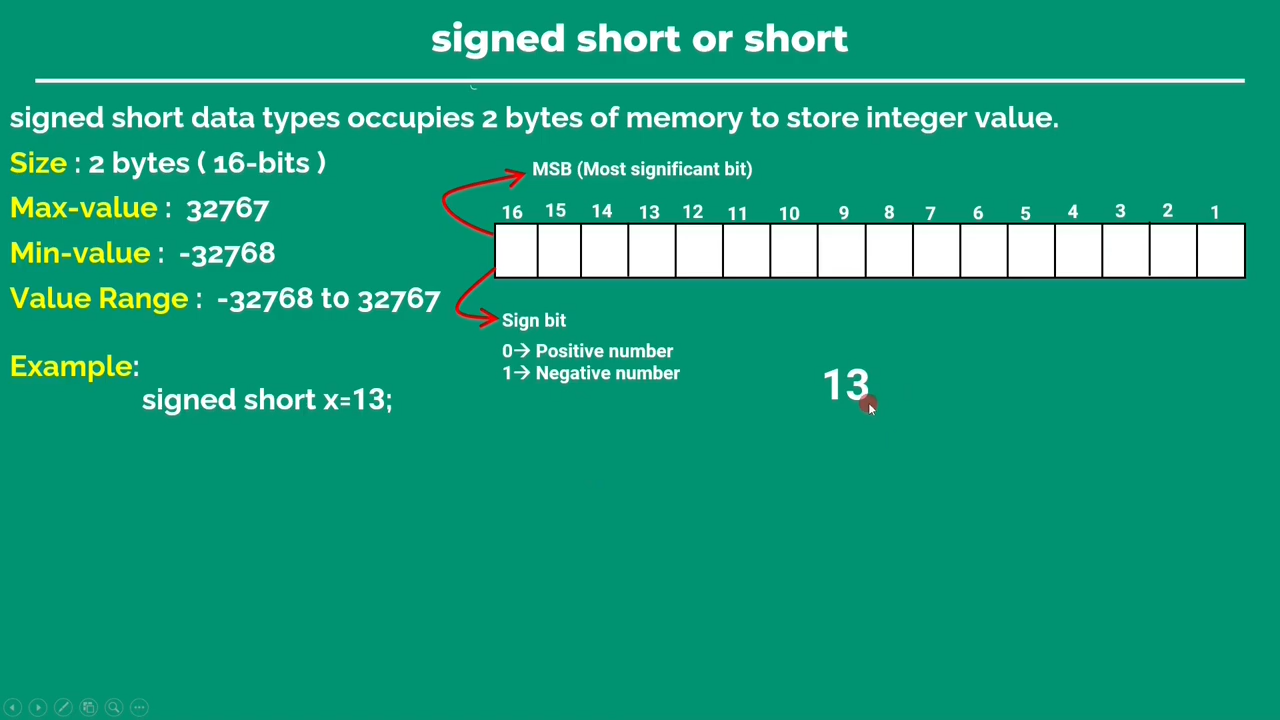 signed short or short
signed short data types occupies 2 bytes of memory to store integer value.
Size : 2 bytes ( 16-bits )
Max-value : 32767
Min-value : -32768
Value Range : -32768 to 32767
Example:
signed short x=13;
MSB (Most significant bit)
16 15 14 13 12 11 10 9 8 7 6 5 4 3 2 1
Sign bit
0→ Positive number
1→ Negative number
13